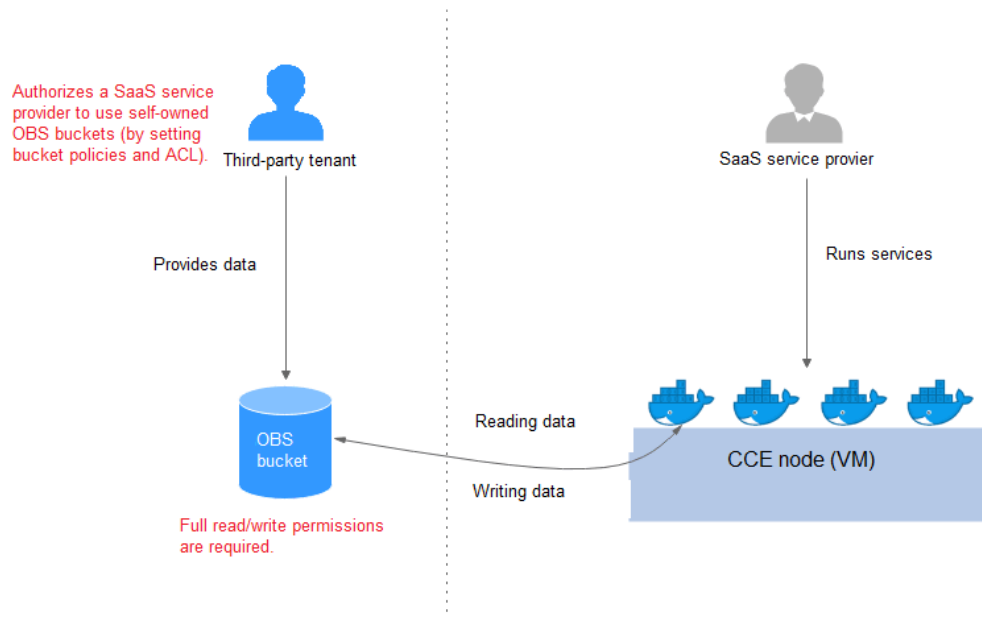 Authorizes a SaaS service
provider to use self-owned
OBS buckets (by setting
bucket policies and ACL).
Third-party tenant
SaaS service provier
Provides data
Runs services
OBS
bucket
Reading data
Writing data
CCE node (VM)
Full read/write permissions
are required.